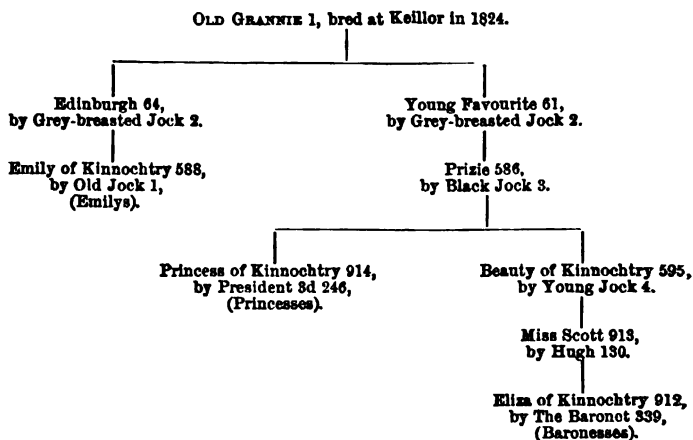 OLD GRANNIE 1, bred at Keillor in 1824.
Edinburgh 64,
by Grey-breasted Jock 2.
Young Favourite 61,
by Grey-breasted Jock 2.
Emily of Kinnochtry 588,
by Old Jock 1,
(Emilys).
Prizie 586,
by Black Jock 3.
Princess of Kinnochtry 914,
by President 3d 246,
(Princesses).
Beauty of Kinnochtry 595,
by Young Jock 4.
Miss Scott 913,
by Hugh 130.
Eliza of Kinnochtry 912,
by The Baronet 339,
(Baronesses).